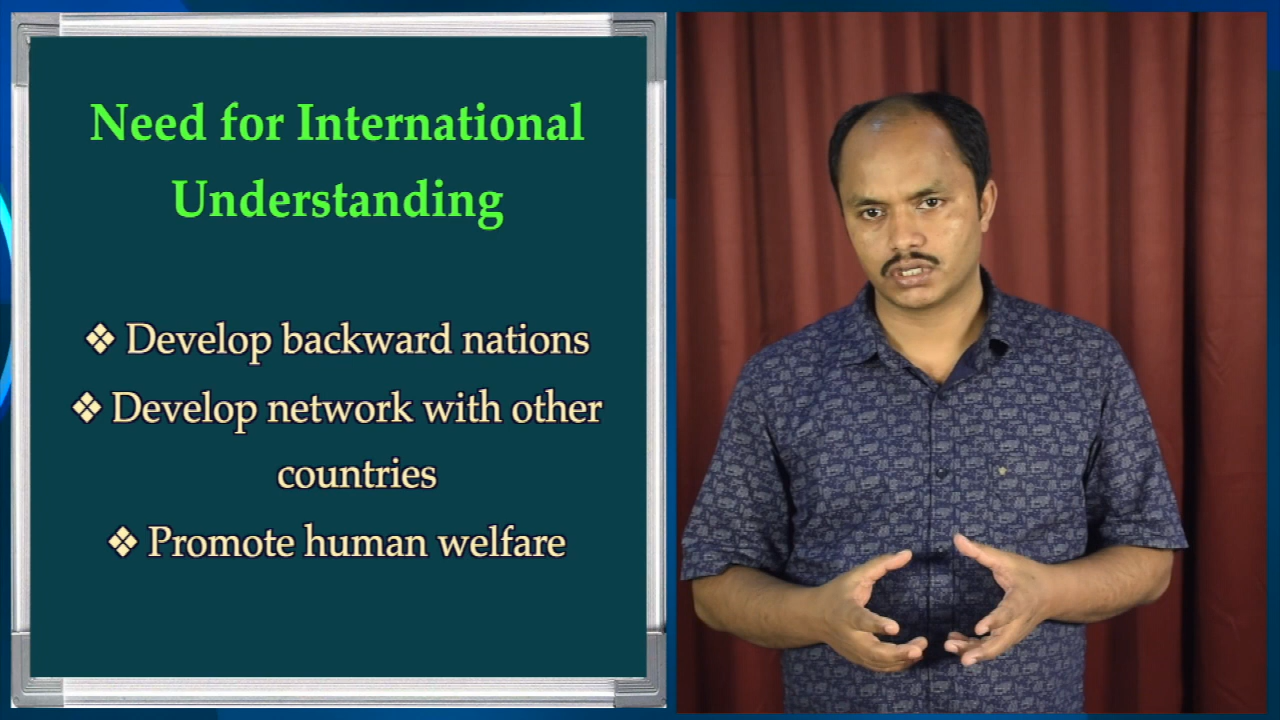 Need for International
Understanding
❖ Develop backward nations
❖ Develop network with other
countries
❖ Promote human welfare